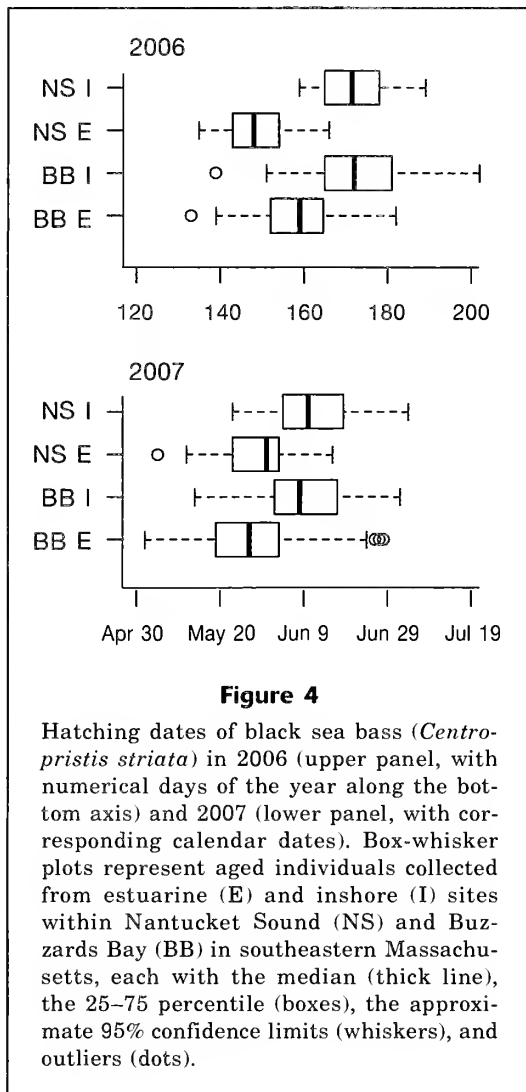 2006
NS I
NS E
BB I
BB E
120 140 160 180 200
2007
NS I
NS E
BB I
BB E
Apr 30 May 20 Jun 9 Jun 29 Jul 19
Figure 4
Hatching dates of black sea bass (Centro-
pristis striata) in 2006 (upper panel, with
numerical days of the year along the bot-
tom axis) and 2007 (lower panel, with cor-
responding calendar dates). Box-whisker
plots represent aged individuals collected
from estuarine (E) and inshore (I) sites
within Nantucket Sound (NS) and Buz-
zards Bay (BB) in southeastern Massachu-
setts, each with the median (thick line),
the 25–75 percentile (boxes), the approxi-
mate 95% confidence limits (whiskers), and
outliers (dots).